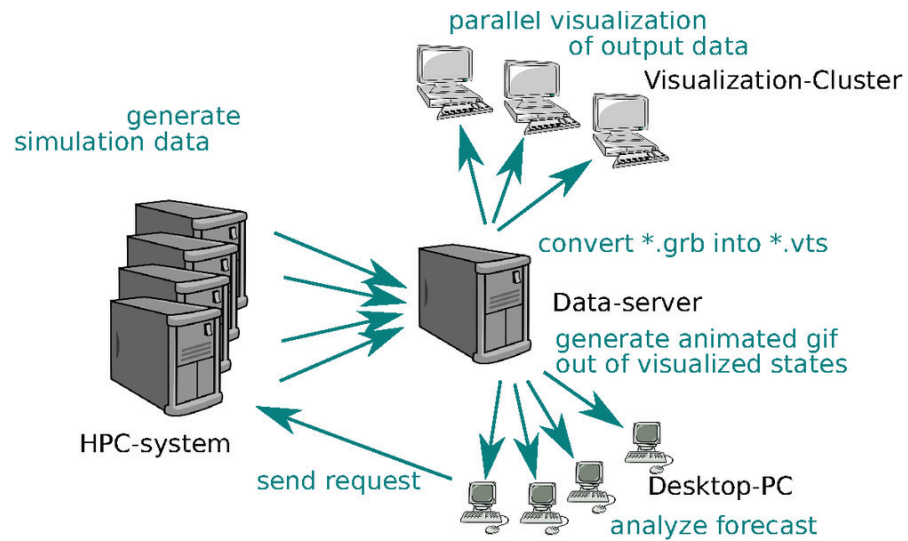 parallel visualization
of output data
Visualization-Cluster
generate
simulation data
convert *.grb into *.vts
Data-server
generate animated gif
out of visualized states
HPC-system
send request
Desktop-PC
analyze forecast